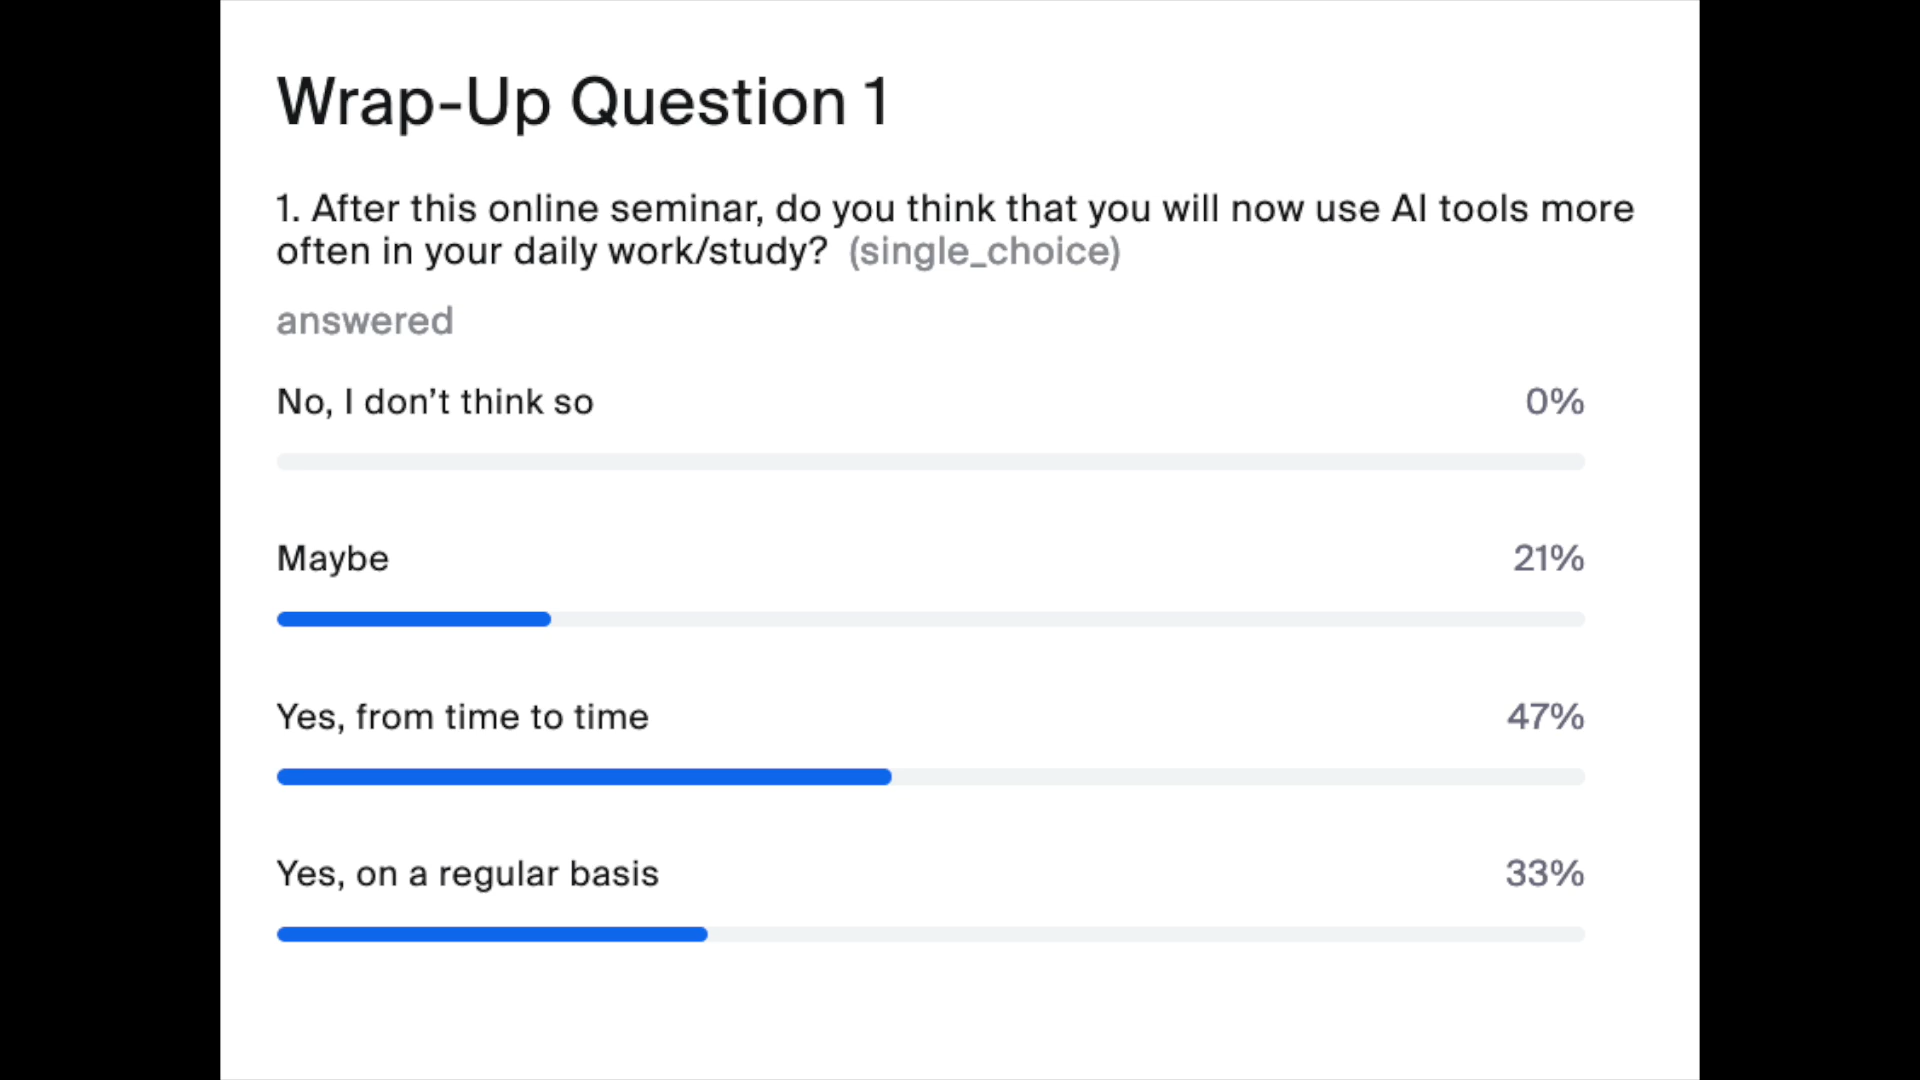 Wrap-Up Question 1
1. After this online seminar, do you think that you will now use AI tools more
often in your daily work/study? (single_choice)
answered
No, I don’t think so 0%
Maybe 21%
Yes, from time to time 47%
Yes, on a regular basis 33%